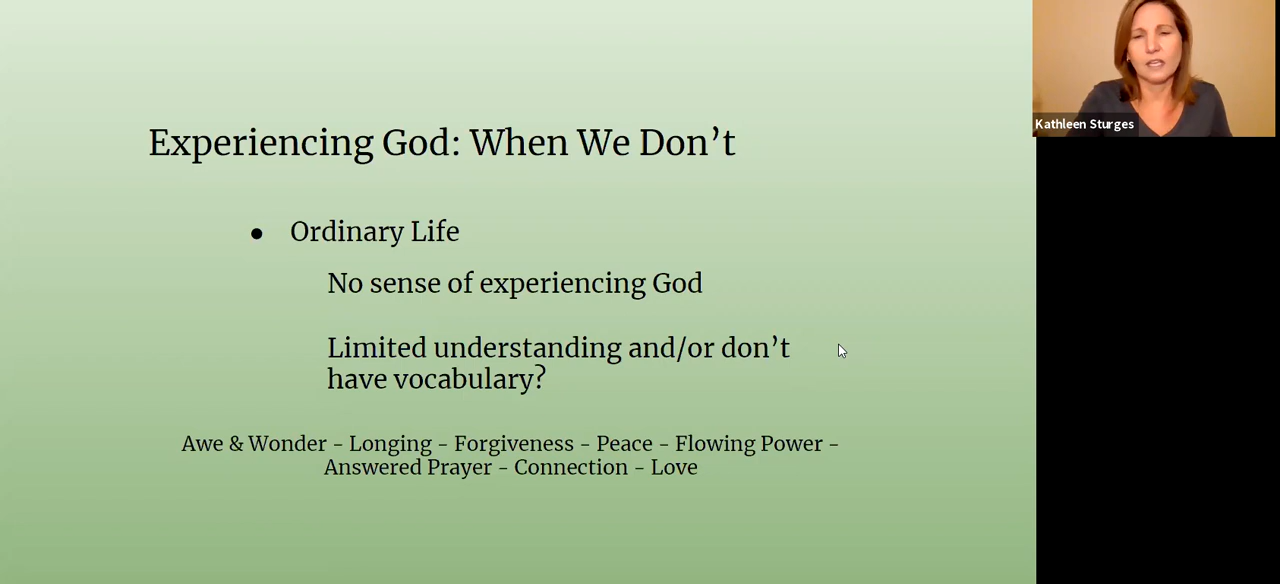 Experiencing God: When We Don’t
● Ordinary Life
No sense of experiencing God
Limited understanding and/or don’t
have vocabulary?
Awe & Wonder – Longing – Forgiveness – Peace – Flowing Power –
Answered Prayer – Connection – Love
Kathleen Sturges